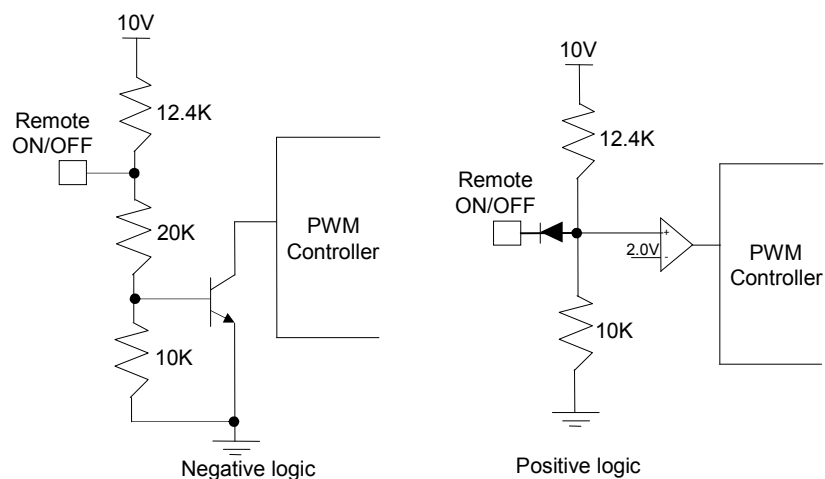 10V
12.4K
Remote
ON/OFF
20K
10K
PWM
Controller
Negative logic
10V
12.4K
Remote
ON/OFF
+
2.0V
-
10K
PWM
Controller
Positive logic